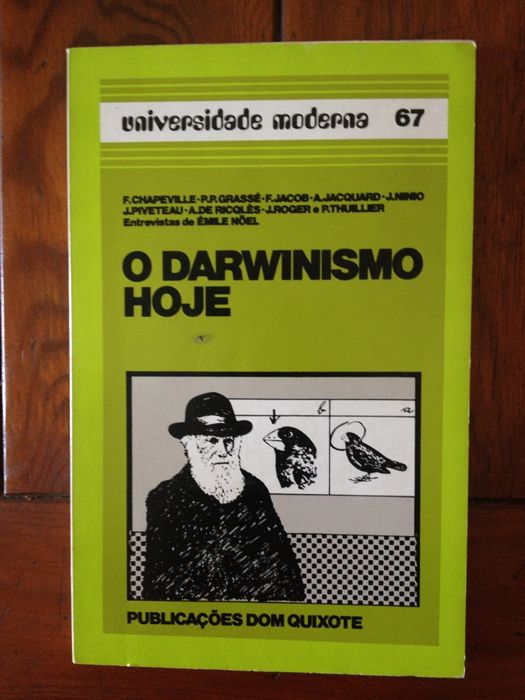 universidade moderna 67
F. CHAPEVILLE • P.P. GRASSÉ • F. JACOB • A. JACQUARD • J. NINIO
J. PIVETEAU • A. DE RICQLÈS • J. ROGER e P. THUILLIER
Entrevistas de ÉMILE NÖEL
O DARWINISMO
HOJE
b a
PUBLICAÇÕES DOM QUIXOTE